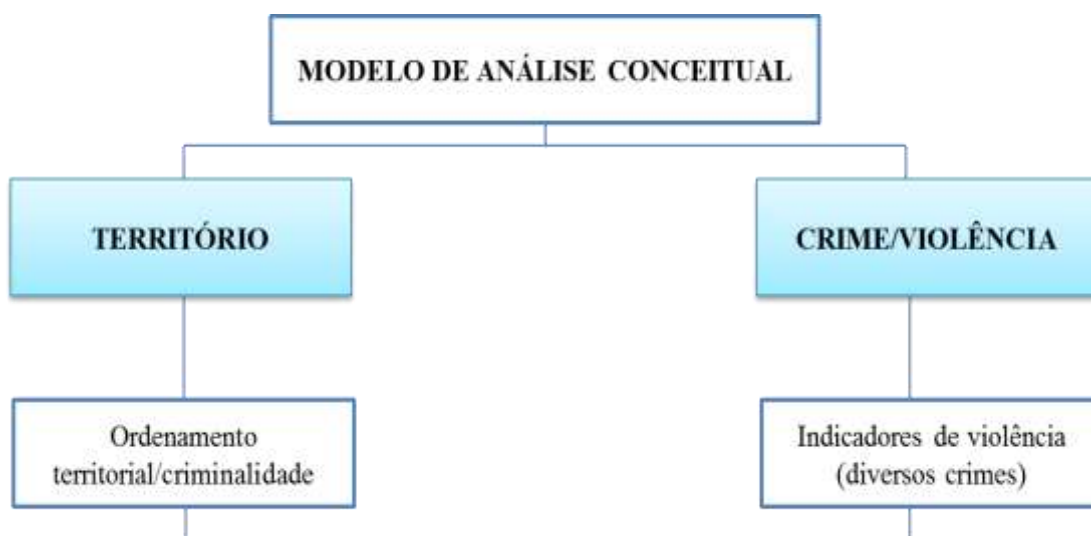 MODELO DE ANÁLISE CONCEITUAL
TERRITÓRIO
CRIME/VIOLÊNCIA
Ordenamento
territorial/criminalidade
Indicadores de violência
(diversos crimes)